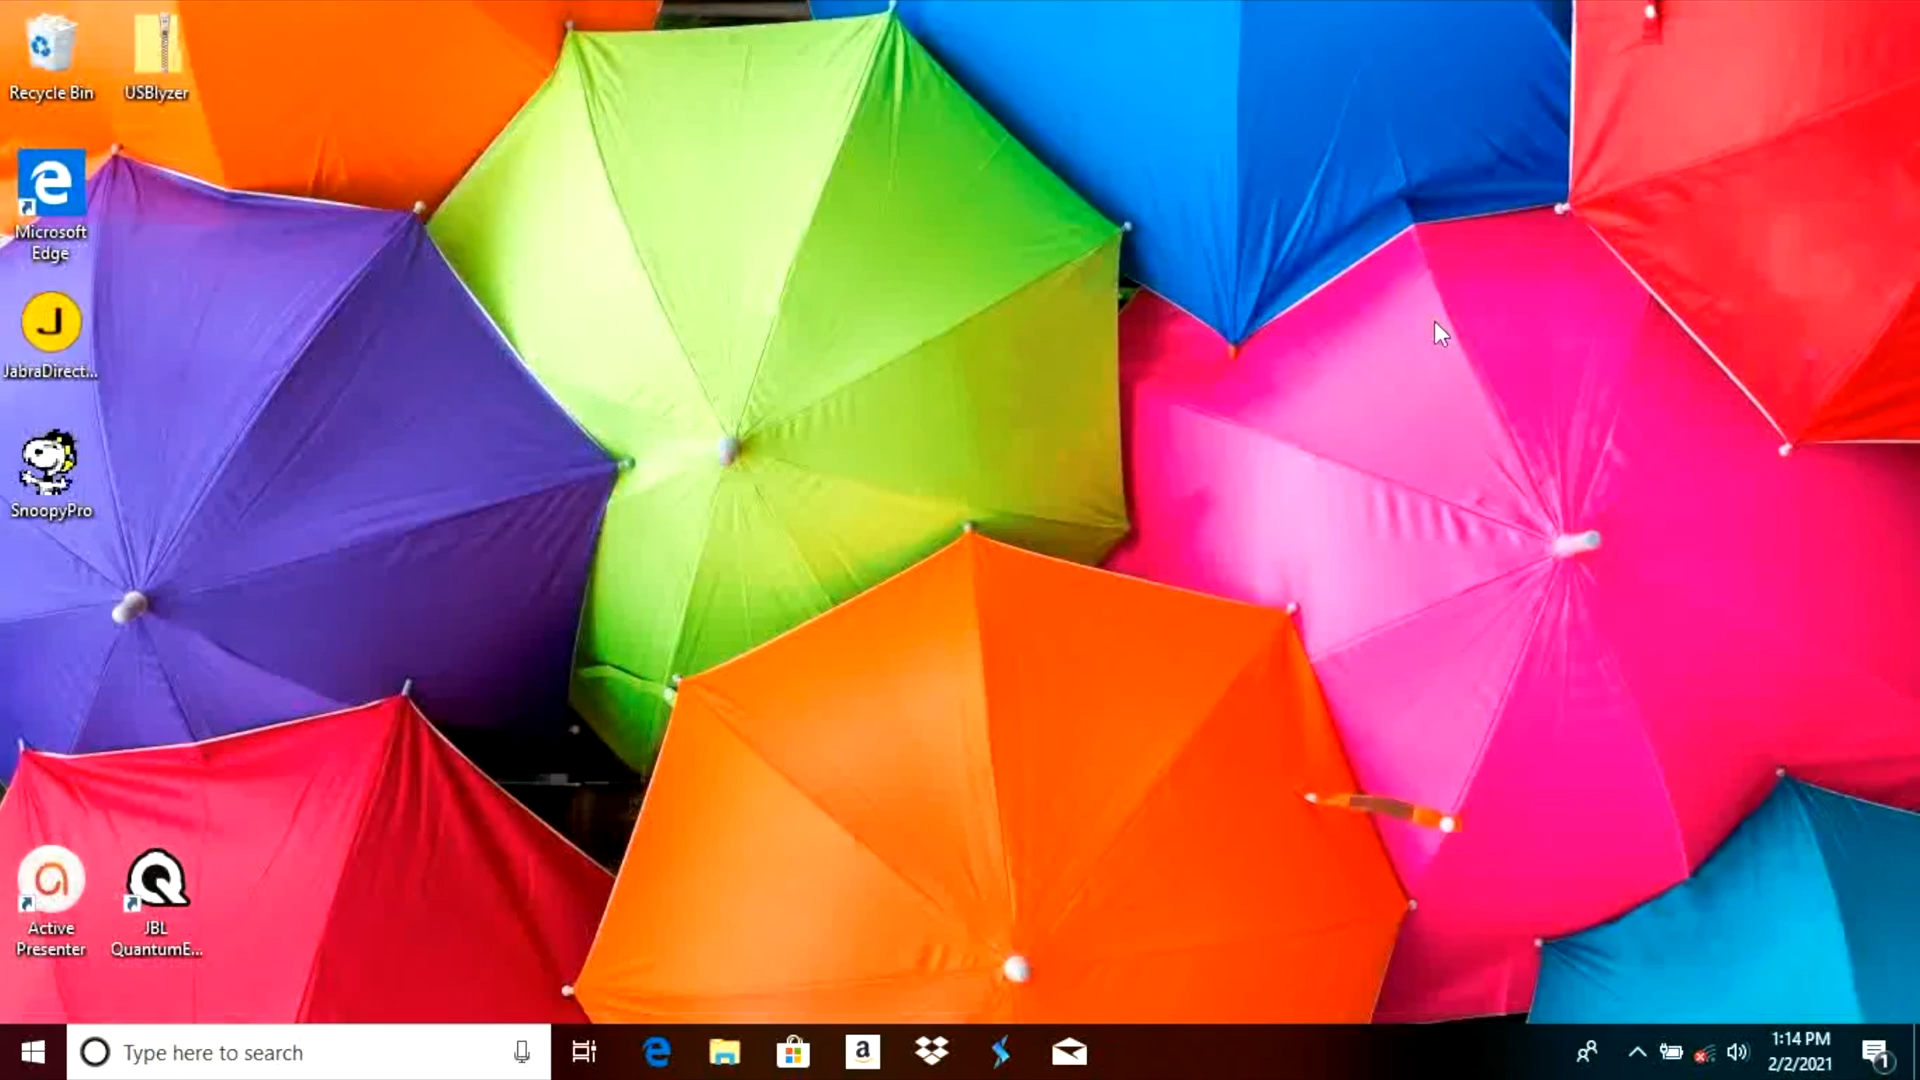 Recycle Bin
USBlyzer
Microsoft
Edge
JabraDirect...
SnoopyPro
Active
Presenter
JBL
QuantumE...
Type here to search
a
1:14 PM
2/2/2021
1